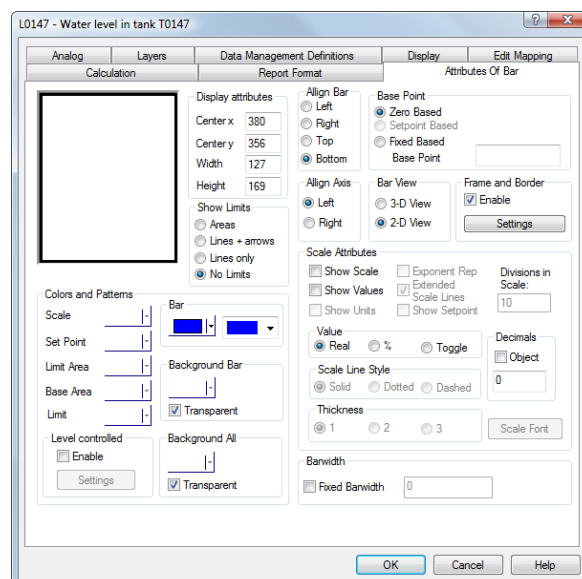 L0147 - Water level in tank T0147
Analog
Layers
Data Management Definitions
Display
Edit Mapping
Calculation
Report Format
Attributes Of Bar
Display attributes
Center x 380
Center y 356
Width 127
Height 169
Show Limits
Areas
Lines + arrows
Lines only
No Limits
Allign Bar
Left
Right
Top
Bottom
Base Point
Zero Based
Setpoint Based
Fixed Based
Base Point
Allign Axis
Left
Right
Bar View
3-D View
2-D View
Frame and Border
Enable
Settings
Colors and Patterns
Scale
Set Point
Limit Area
Base Area
Limit
Bar
Background Bar
Transparent
Level controlled
Enable
Settings
Background All
Transparent
Scale Attributes
Show Scale
Show Values
Show Units
Exponent Rep
Extended
Scale Lines
Show Setpoint
Divisions in
Scale:
10
Value
Real
%
Toggle
Decimals
Object
0
Scale Line Style
Solid
Dotted
Dashed
Thickness
1
2
3
Scale Font
Barwidth
Fixed Barwidth
0
OK
Cancel
Help